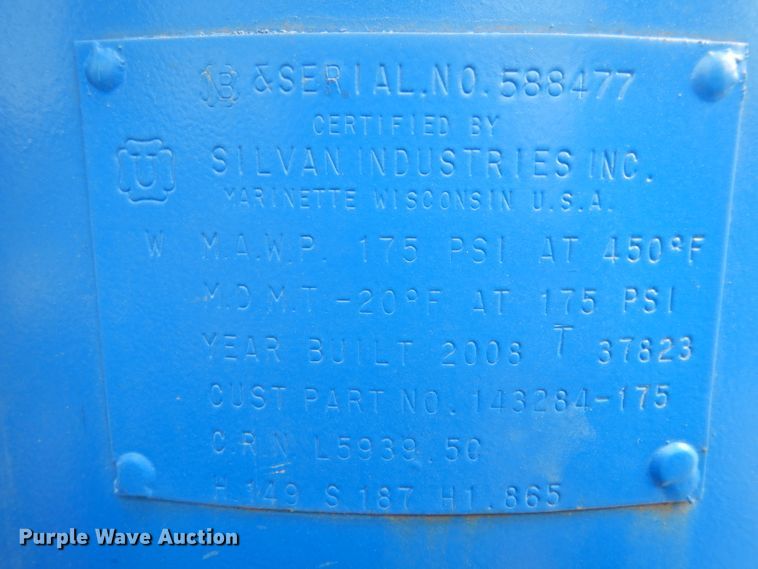 NB & SERIAL.NO. 588477
CERTIFIED BY
U SILVAN INDUSTRIES INC.
MARINETTE WISCONSIN U.S.A.
W M.A.W.P. 175 PSI AT 450°F
M.D.M.T -20°F AT 175 PSI
YEAR BUILT 2008 T 37823
CUST PART NO. 143284-175
C.R.N. L5939.5C
H.149 S.187 H1.865
Purple Wave Auction